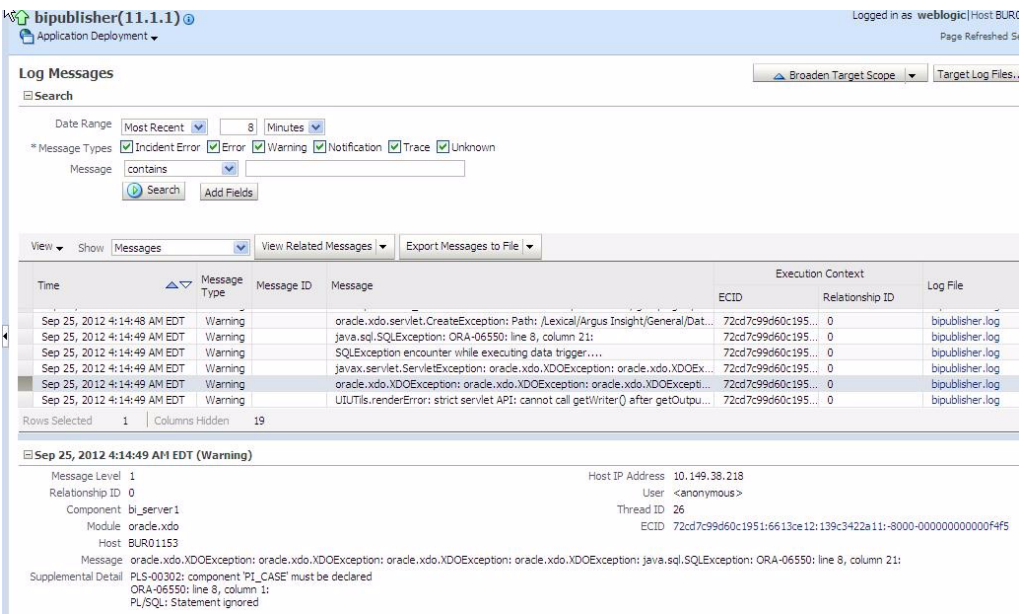 bipublisher(11.1.1)
Logged in as weblogic|Host BUR0
Application Deployment
Page Refreshed Se
Log Messages
Broaden Target Scope
Target Log Files..
Search
Date Range Most Recent 8 Minutes
* Message Types Incident Error Error Warning Notification Trace Unknown
Message contains
Search Add Fields
View Show Messages View Related Messages Export Messages to File
Time Message Type Message ID Message Execution Context Log File
ECID Relationship ID
Sep 25, 2012 4:14:48 AM EDT Warning oracle.xdo.servlet.CreateException: Path: /Lexical/Argus Insight/General/Dat... 72cd7c99d60c195... 0 bipublisher.log
Sep 25, 2012 4:14:49 AM EDT Warning java.sql.SQLException: ORA-06550: line 8, column 21: 72cd7c99d60c195... 0 bipublisher.log
Sep 25, 2012 4:14:49 AM EDT Warning SQLException encounter while executing data trigger.... 72cd7c99d60c195... 0 bipublisher.log
Sep 25, 2012 4:14:49 AM EDT Warning javax.servlet.ServletException: oracle.xdo.XDOException: oracle.xdo.XDOEx... 72cd7c99d60c195... 0 bipublisher.log
Sep 25, 2012 4:14:49 AM EDT Warning oracle.xdo.XDOException: oracle.xdo.XDOException: oracle.xdo.XDOExcepti... 72cd7c99d60c195... 0 bipublisher.log
Sep 25, 2012 4:14:49 AM EDT Warning UIUtils.renderError: strict servlet API: cannot call getWriter() after getOutpu... 72cd7c99d60c195... 0 bipublisher.log
Rows Selected 1 Columns Hidden 19
Sep 25, 2012 4:14:49 AM EDT (Warning)
Message Level 1 Host IP Address 10.149.38.218
Relationship ID 0 User <anonymous>
Component bi_server1 Thread ID 26
Module oracle.xdo ECID 72cd7c99d60c1951:6613ce12:139c3422a11:-8000-000000000000f4f5
Host BUR01153
Message oracle.xdo.XDOException: oracle.xdo.XDOException: oracle.xdo.XDOException: oracle.xdo.XDOException: oracle.xdo.XDOException: java.sql.SQLException: ORA-06550: line 8, column 21:
Supplemental Detail PLS-00302: component 'PI_CASE' must be declared
ORA-06550: line 8, column 1:
PL/SQL: Statement ignored